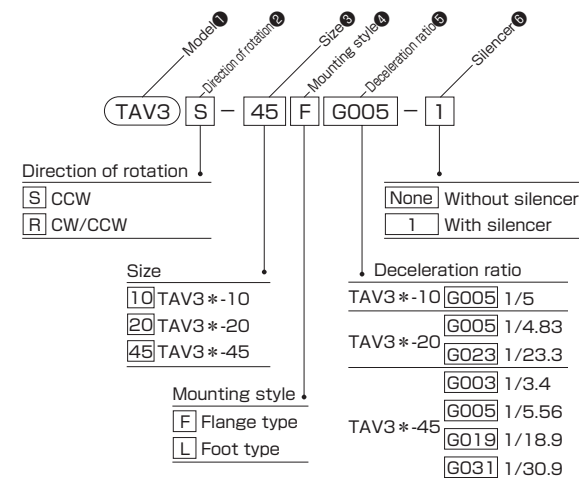 Model❶
Direction of rotation❷
Size❸
Mounting style❹
Deceleration ratio❺
Silencer❻
TAV3 S - 45 F G005 - 1
Direction of rotation
S CCW
R CW/CCW
None Without silencer
1 With silencer
Size
10 TAV3*-10
20 TAV3*-20
45 TAV3*-45
Mounting style
F Flange type
L Foot type
Deceleration ratio
TAV3*-10 G005 1/5
TAV3*-20 G005 1/4.83
G023 1/23.3
TAV3*-45 G003 1/3.4
G005 1/5.56
G019 1/18.9
G031 1/30.9